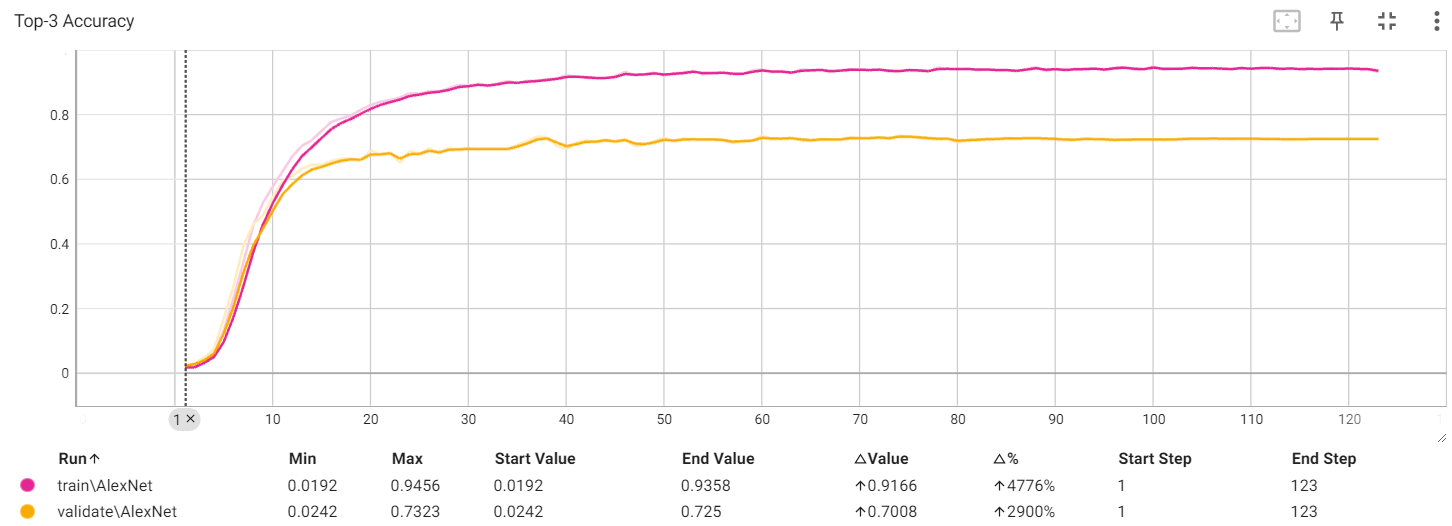 Top-3 Accuracy
0.8
0.6
0.4
0.2
0
0 1 × 10 20 30 40 50 60 70 80 90 100 110 120 1
Run↑ Min Max Start Value End Value △Value △% Start Step End Step
train\AlexNet 0.0192 0.9456 0.0192 0.9358 ↑0.9166 ↑4776% 1 123
validate\AlexNet 0.0242 0.7323 0.0242 0.725 ↑0.7008 ↑2900% 1 123